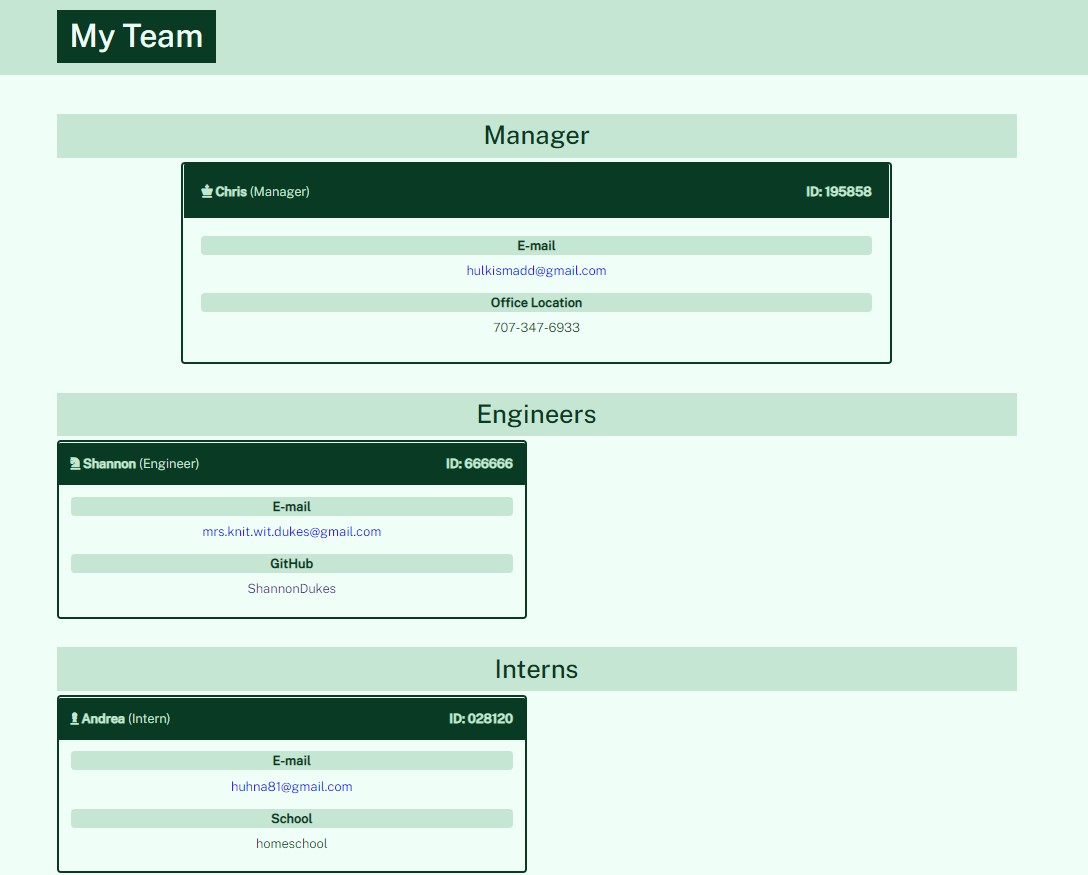 My Team
Manager
Chris (Manager) ID: 195858
E-mail
hulkismadd@gmail.com
Office Location
707-347-6933
Engineers
Shannon (Engineer) ID: 666666
E-mail
mrs.knit.wit.dukes@gmail.com
GitHub
ShannonDukes
Interns
Andrea (Intern) ID: 028120
E-mail
huhna81@gmail.com
School
homeschool